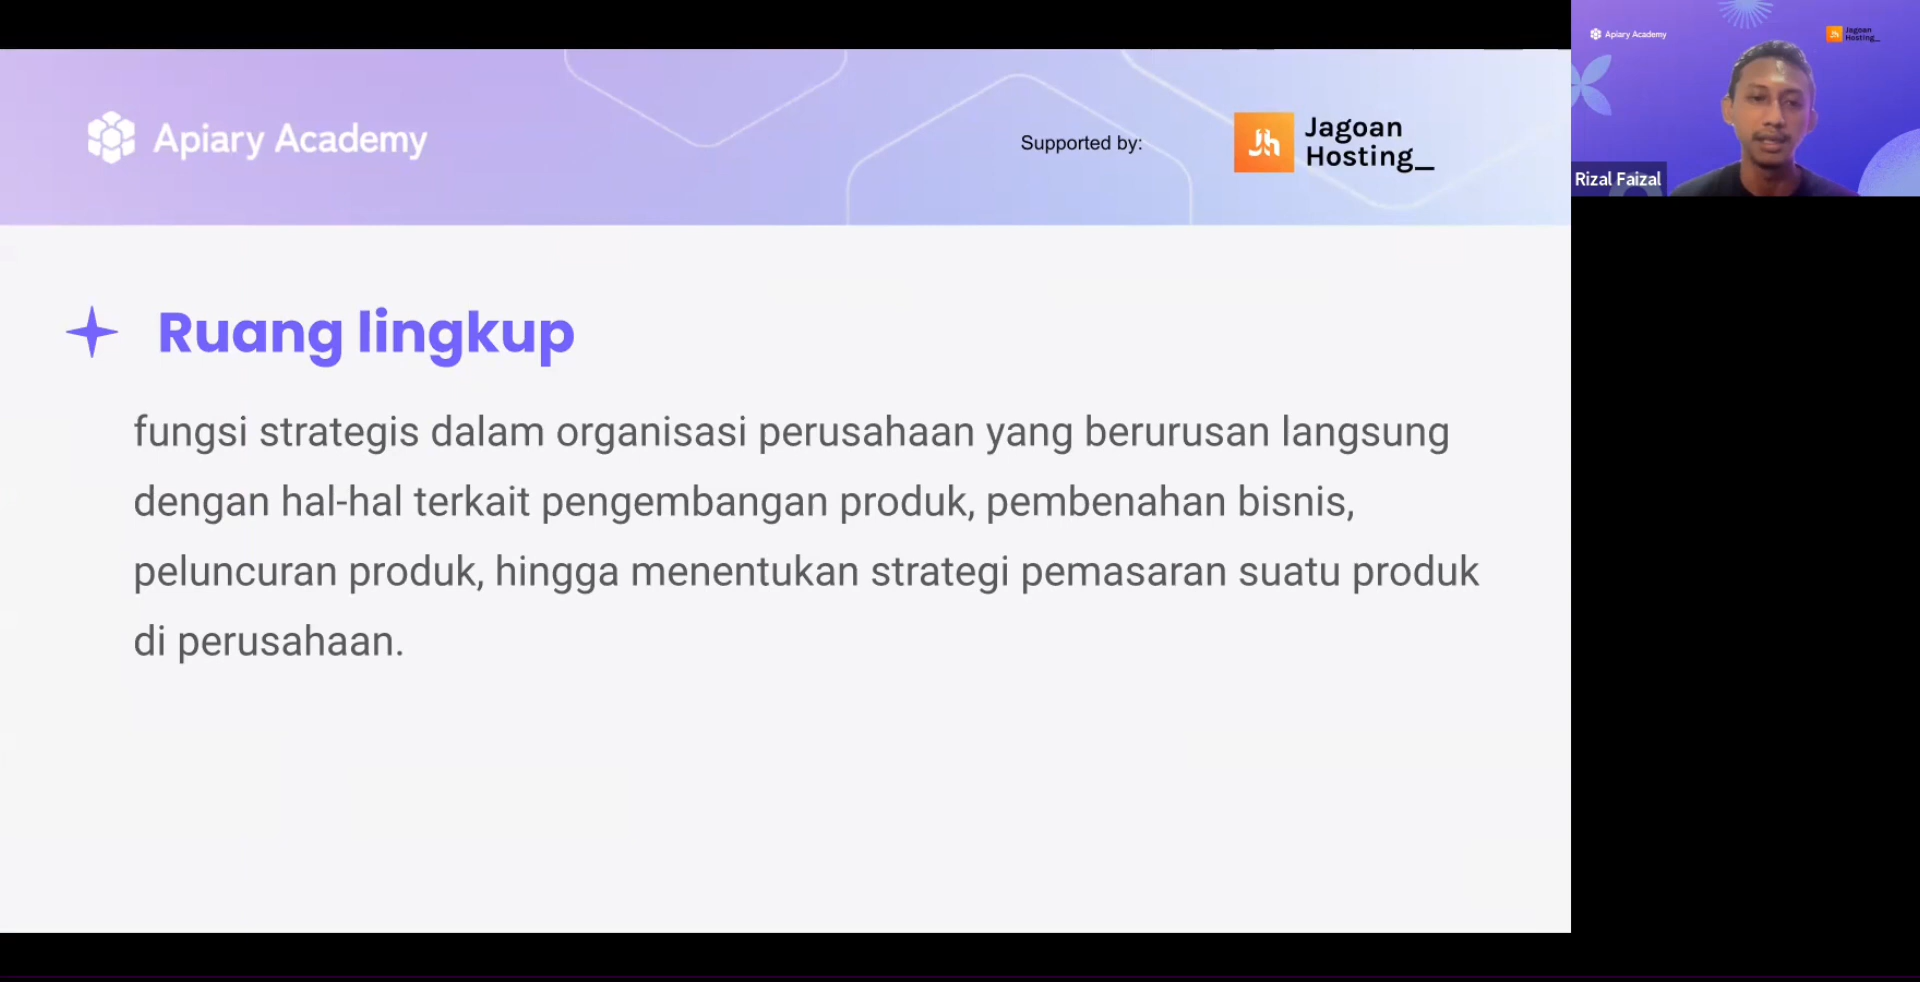 Apiary Academy
Supported by:
Jagoan
Hosting_
Ruang lingkup
fungsi strategis dalam organisasi perusahaan yang berurusan langsung
dengan hal-hal terkait pengembangan produk, pembenahan bisnis,
peluncuran produk, hingga menentukan strategi pemasaran suatu produk
di perusahaan.
Apiary Academy
Jagoan
Hosting_
Rizal Faizal